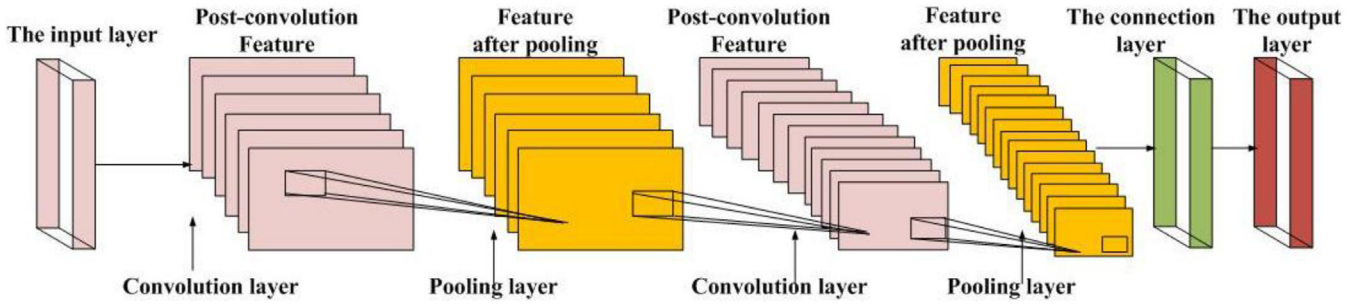 The input layer
Post-convolution
Feature
Feature
after pooling
Post-convolution
Feature
Feature
after pooling
The connection
layer
The output
layer
Convolution layer
Pooling layer
Convolution layer
Pooling layer